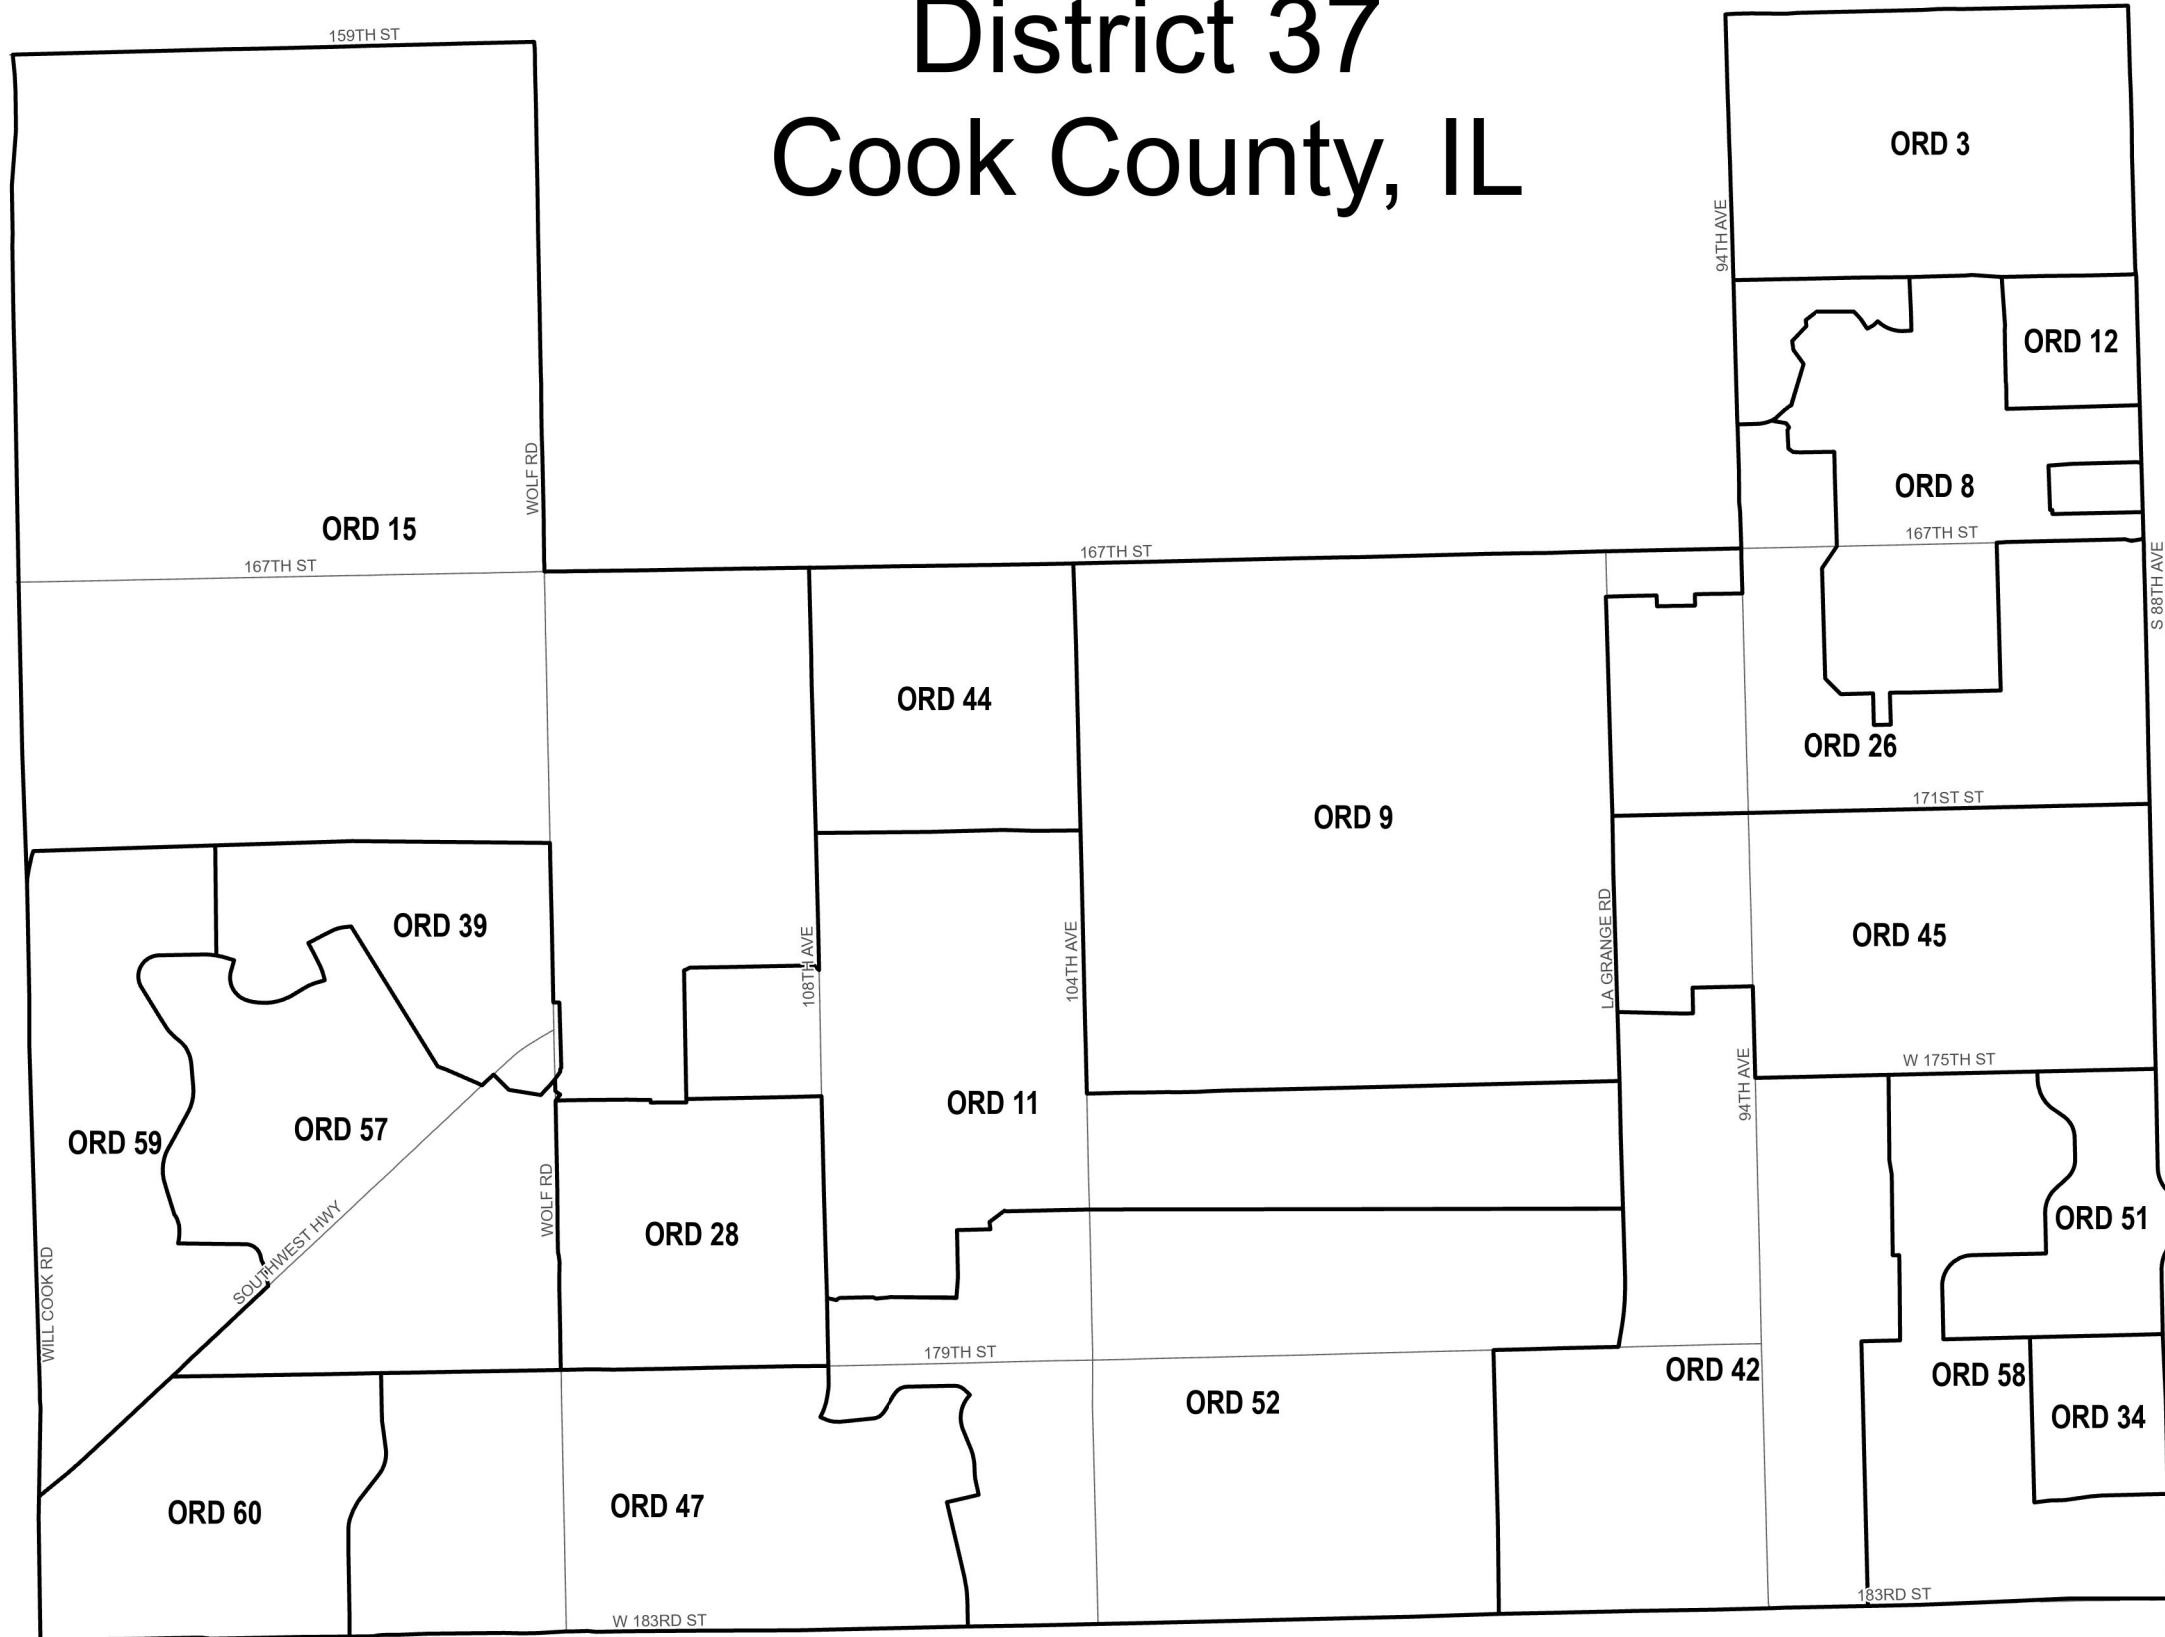 District 37
Cook County, IL
159TH ST
ORD 3
94TH AVE
ORD 12
WOLF RD
ORD 8
ORD 15
167TH ST
167TH ST
167TH ST
S 88TH AVE
ORD 44
ORD 26
171ST ST
ORD 9
ORD 39
LA GRANGE RD
ORD 45
108TH AVE
104TH AVE
W 175TH ST
94TH AVE
ORD 11
ORD 59
ORD 57
WOLF RD
ORD 28
ORD 51
SOUTHWEST HWY
WILL COOK RD
179TH ST
ORD 42
ORD 58
ORD 52
ORD 34
ORD 60
ORD 47
183RD ST
W 183RD ST